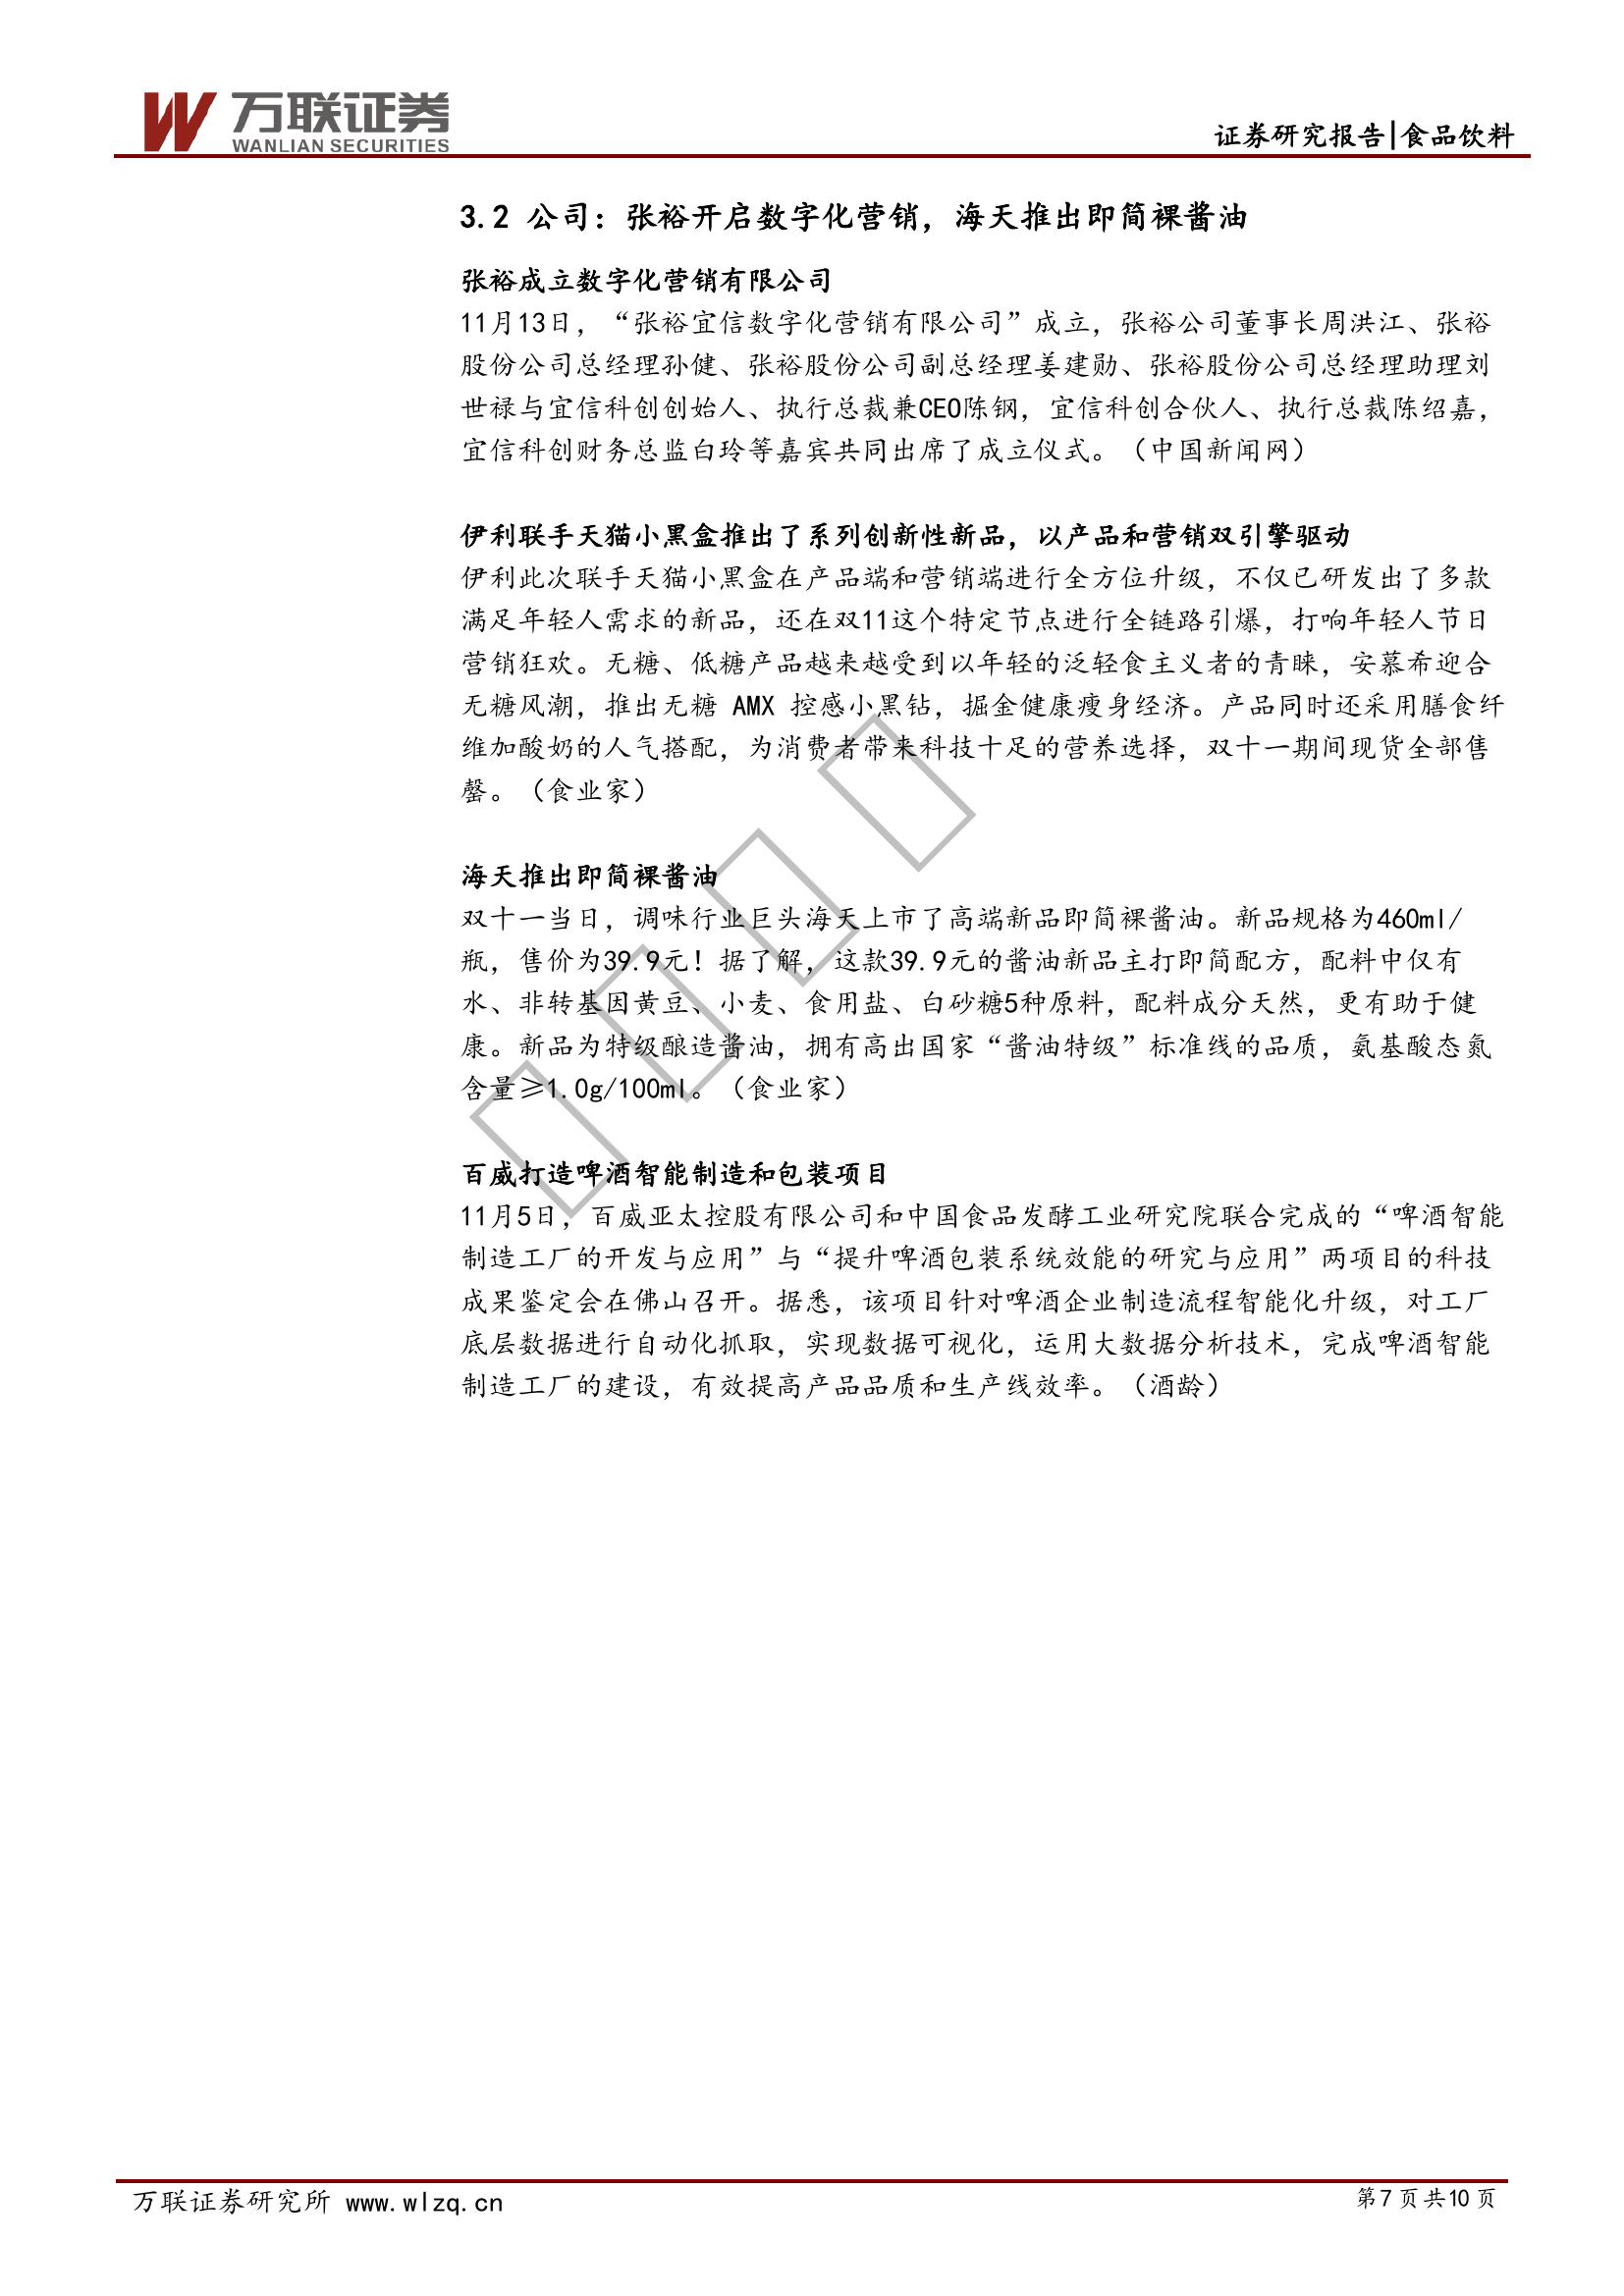 万联证券
WANLIAN SECURITIES
证券研究报告|食品饮料
3.2 公司：张裕开启数字化营销，海天推出即简裸酱油
张裕成立数字化营销有限公司
11月13日，“张裕宜信数字化营销有限公司”成立，张裕公司董事长周洪江、张裕
股份公司总经理孙健、张裕股份公司副总经理姜建勋、张裕股份公司总经理助理刘
世禄与宜信科创创始人、执行总裁兼CEO陈钢，宜信科创合伙人、执行总裁陈绍嘉，
宜信科创财务总监白玲等嘉宾共同出席了成立仪式。（中国新闻网）
伊利联手天猫小黑盒推出了系列创新性新品，以产品和营销双引擎驱动
伊利此次联手天猫小黑盒在产品端和营销端进行全方位升级，不仅已研发出了多款
满足年轻人需求的新品，还在双11这个特定节点进行全链路引爆，打响年轻人节日
营销狂欢。无糖、低糖产品越来越受到以年轻的泛轻食主义者的青睐，安慕希迎合
无糖风潮，推出无糖 AMX 控感小黑钻，掘金健康瘦身经济。产品同时还采用膳食纤
维加酸奶的人气搭配，为消费者带来科技十足的营养选择，双十一期间现货全部售
罄。（食业家）
海天推出即简裸酱油
双十一当日，调味行业巨头海天上市了高端新品即简裸酱油。新品规格为460ml/
瓶，售价为39.9元！据了解，这款39.9元的酱油新品主打即简配方，配料中仅有
水、非转基因黄豆、小麦、食用盐、白砂糖5种原料，配料成分天然，更有助于健
康。新品为特级酿造酱油，拥有高出国家“酱油特级”标准线的品质，氨基酸态氮
含量≥1.0g/100ml。（食业家）
百威打造啤酒智能制造和包装项目
11月5日，百威亚太控股有限公司和中国食品发酵工业研究院联合完成的“啤酒智能
制造工厂的开发与应用”与“提升啤酒包装系统效能的研究与应用”两项目的科技
成果鉴定会在佛山召开。据悉，该项目针对啤酒企业制造流程智能化升级，对工厂
底层数据进行自动化抓取，实现数据可视化，运用大数据分析技术，完成啤酒智能
制造工厂的建设，有效提高产品品质和生产线效率。（酒龄）
万联证券研究所 www.wlzq.cn
第7页共10页